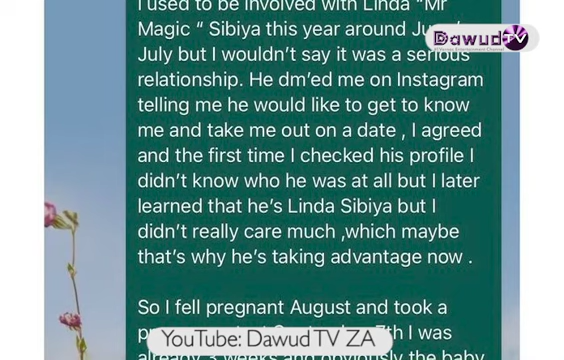 I used to be involved with Linda “Mr
Magic “ Sibiya this year around June/
July but I wouldn’t say it was a serious
relationship. He dm’ed me on Instagram
telling me he would like to get to know
me and take me out on a date , I agreed
and the first time I checked his profile I
didn’t know who he was at all but I later
learned that he’s Linda Sibiya but I
didn’t really care much ,which maybe
that’s why he’s taking advantage now .
So I fell pregnant August and took a
7th I was
already 3 weeks and obviously the baby
Dawud TV
YuuTube: Dawud TV ZA